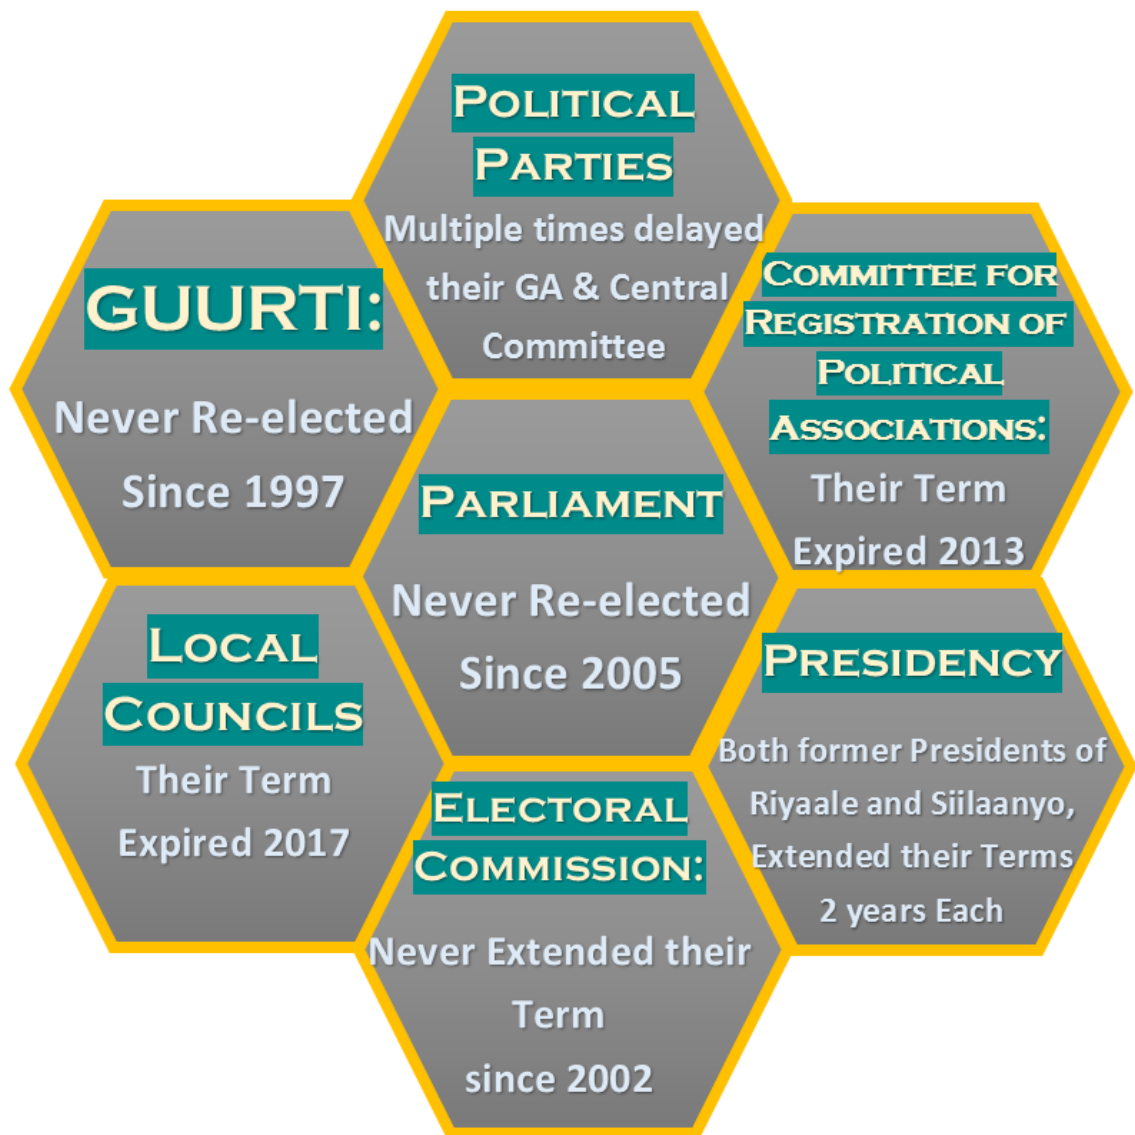 POLITICAL
PARTIES
Multiple times delayed
their GA & Central
Committee
GUURTI:
Never Re-elected
Since 1997
COMMITTEE FOR
REGISTRATION OF
POLITICAL
ASSOCIATIONS:
Their Term
Expired 2013
PARLIAMENT
Never Re-elected
Since 2005
LOCAL
COUNCILS
Their Term
Expired 2017
PRESIDENCY
Both former Presidents of
Riyaale and Siilaanyo,
Extended their Terms
2 years Each
ELECTORAL
COMMISSION:
Never Extended their
Term
since 2002